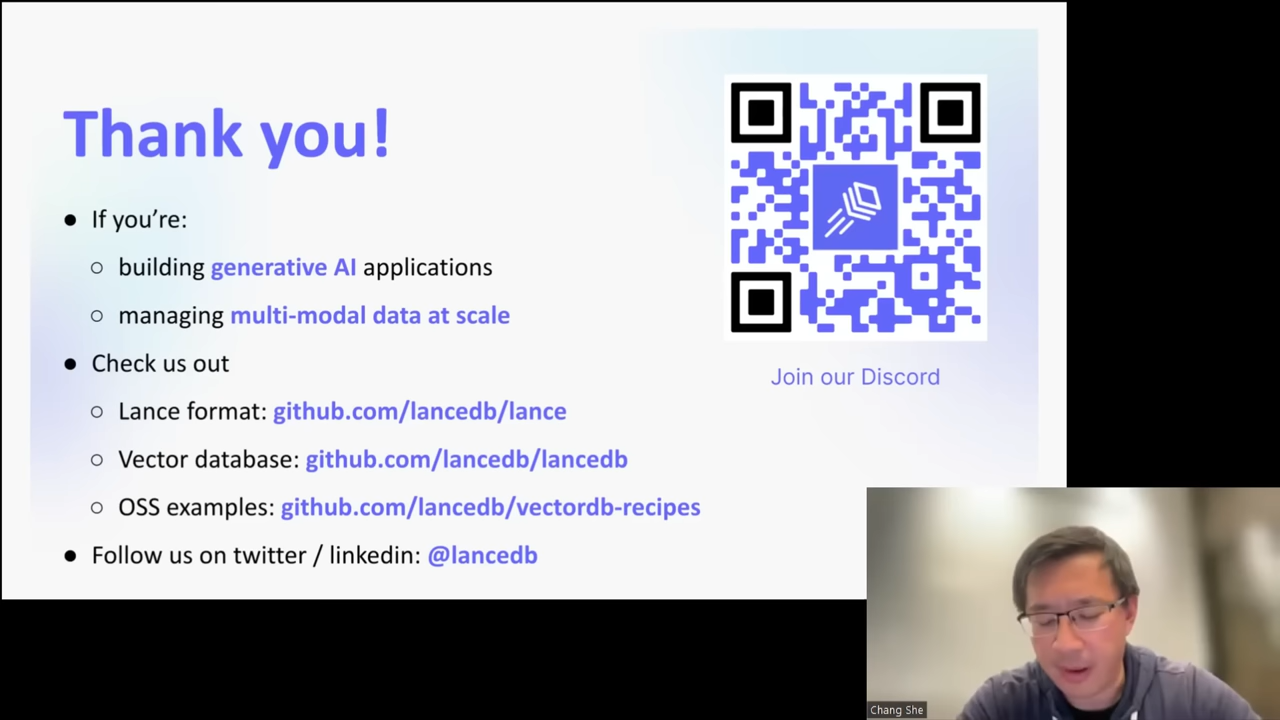 Thank you!
● If you’re:
○ building generative AI applications
○ managing multi-modal data at scale
● Check us out
○ Lance format: github.com/lancedb/lance
○ Vector database: github.com/lancedb/lancedb
○ OSS examples: github.com/lancedb/vectordb-recipes
● Follow us on twitter / linkedin: @lancedb
Join our Discord
Chang She